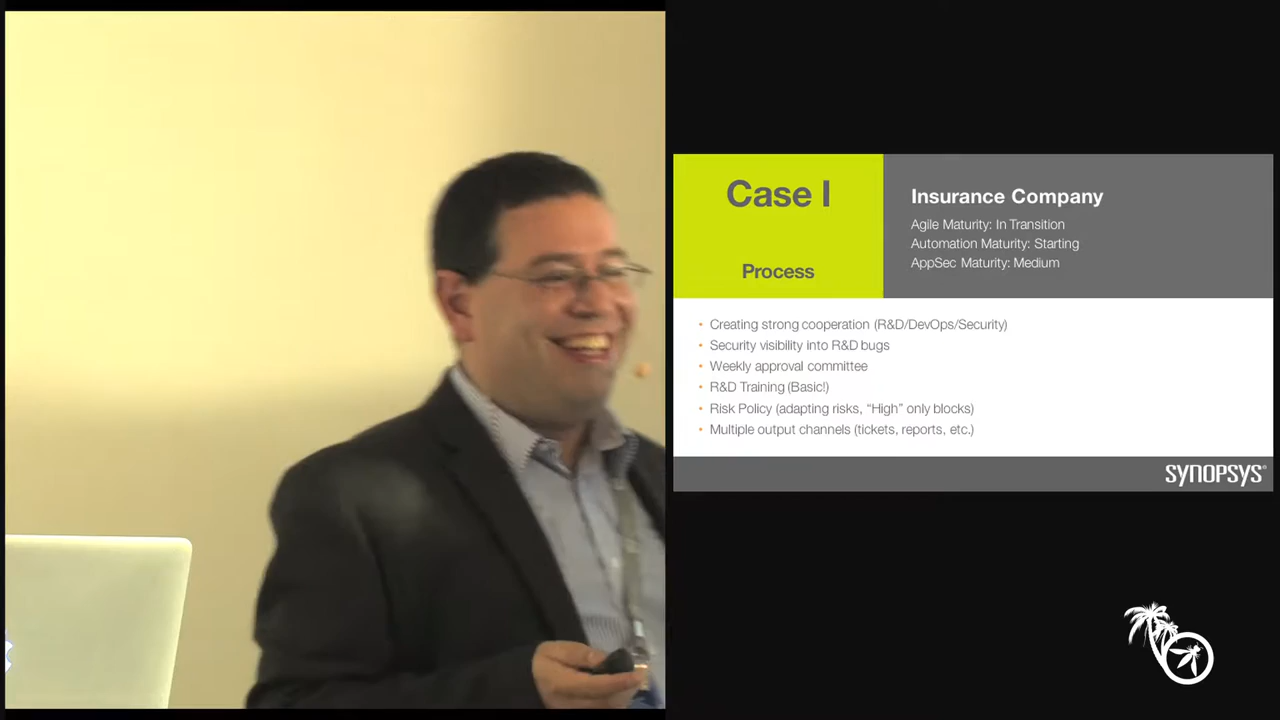 Case I
Process
Insurance Company
Agile Maturity: In Transition
Automation Maturity: Starting
AppSec Maturity: Medium
• Creating strong cooperation (R&D/DevOps/Security)
• Security visibility into R&D bugs
• Weekly approval committee
• R&D Training (Basic!)
• Risk Policy (adapting risks, “High” only blocks)
• Multiple output channels (tickets, reports, etc.)
SYNOPSYS®